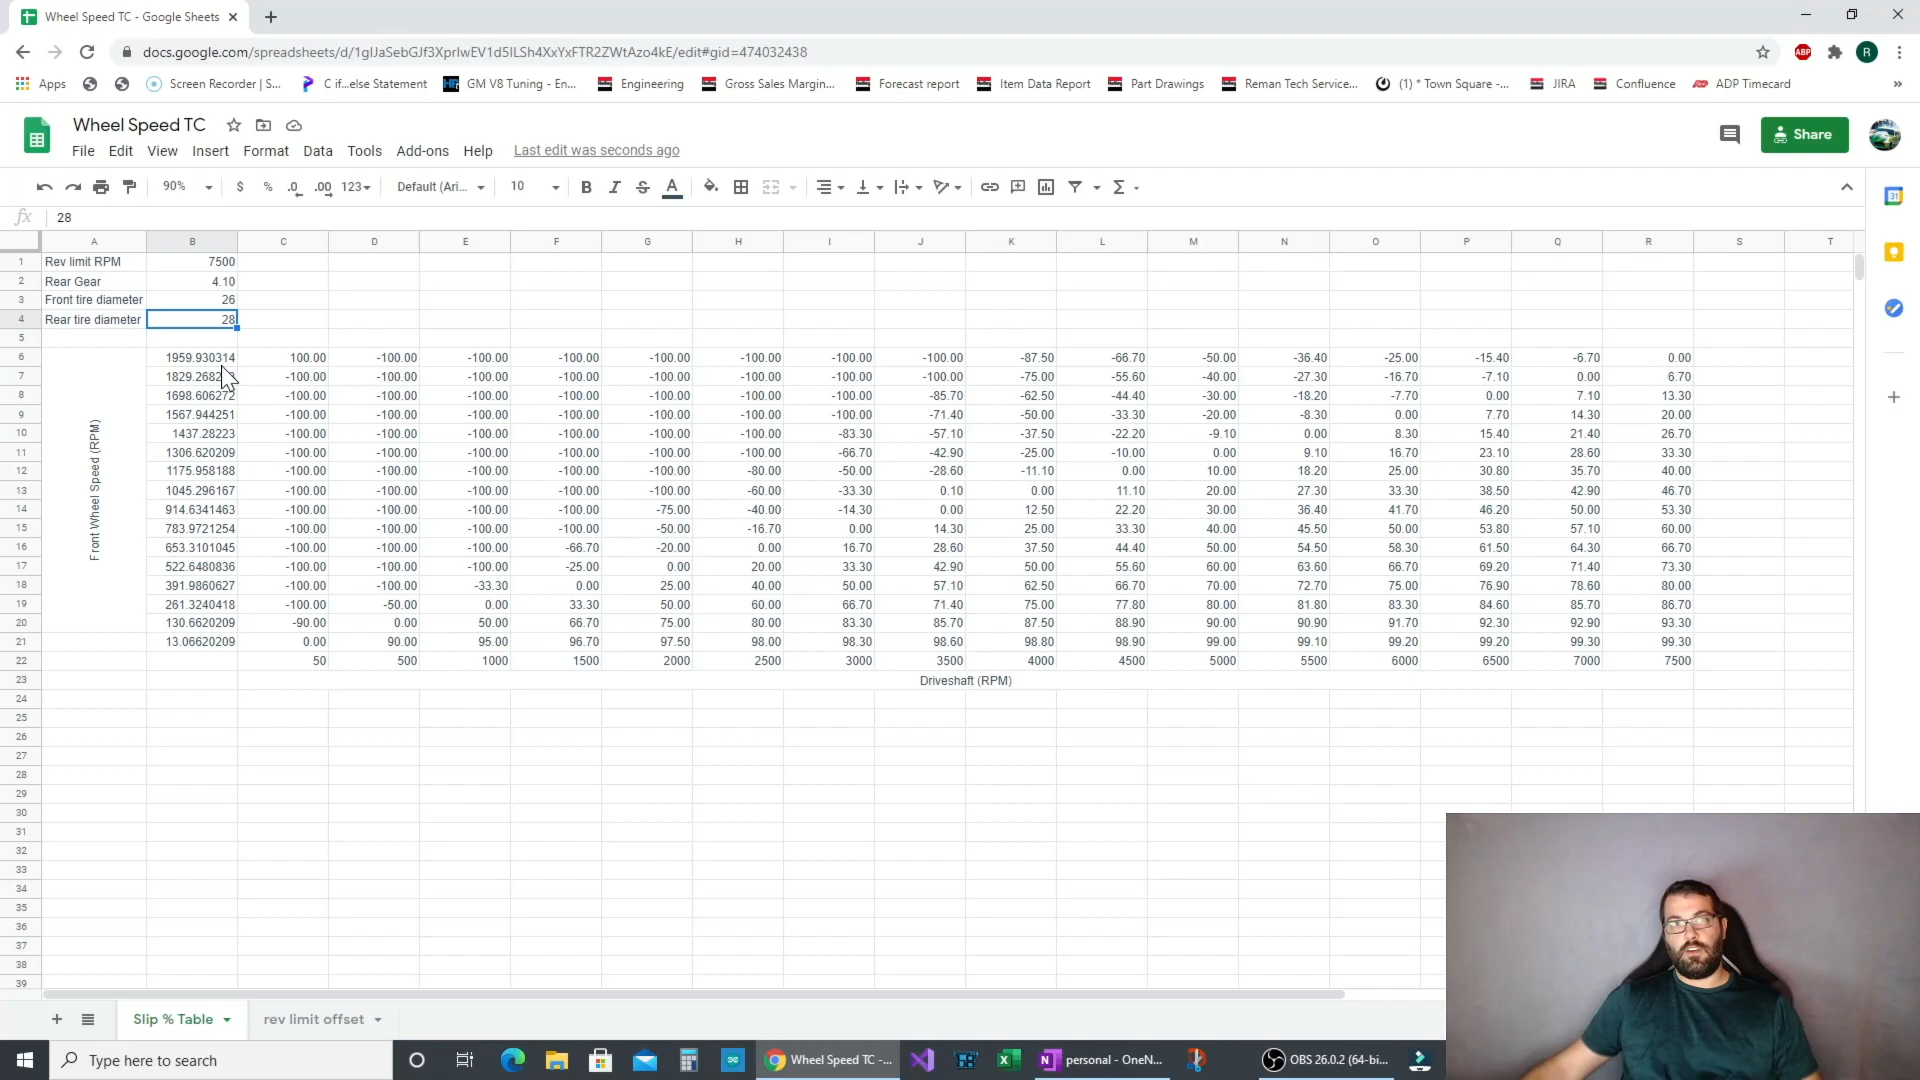 Wheel Speed TC - Google Sheets
docs.google.com/spreadsheets/d/1glJaSebGJf3XprIwEV1d5ILSh4XxYxFTR2ZWtAzo4kE/edit#gid=474032438
ABP
R
Apps Screen Recorder | S... C if...else Statement GM V8 Tuning - En... Engineering Gross Sales Margin... Forecast report Item Data Report Part Drawings Reman Tech Service... (1) * Town Square -... JIRA Confluence ADP Timecard »
Wheel Speed TC
Share
File Edit View Insert Format Data Tools Add-ons Help Last edit was seconds ago
90% $ % .0 .00 123 Default (Ari... 10 B I S A Σ
fx 28
A B C D E F G H I J K L M N O P Q R S T
1 Rev limit RPM 7500
2 Rear Gear 4.10
3 Front tire diameter 26
4 Rear tire diameter 28
5
6 1959.930314 100.00 -100.00 -100.00 -100.00 -100.00 -100.00 -100.00 -100.00 -87.50 -66.70 -50.00 -36.40 -25.00 -15.40 -6.70 0.00
7 1829.268 -100.00 -100.00 -100.00 -100.00 -100.00 -100.00 -100.00 -100.00 -75.00 -55.60 -40.00 -27.30 -16.70 -7.10 0.00 6.70
8 1698.606272 -100.00 -100.00 -100.00 -100.00 -100.00 -100.00 -100.00 -85.70 -62.50 -44.40 -30.00 -18.20 -7.70 0.00 7.10 13.30
9 1567.944251 -100.00 -100.00 -100.00 -100.00 -100.00 -100.00 -100.00 -71.40 -50.00 -33.30 -20.00 -8.30 0.00 7.70 14.30 20.00
10 1437.28223 -100.00 -100.00 -100.00 -100.00 -100.00 -100.00 -83.30 -57.10 -37.50 -22.20 -9.10 0.00 8.30 15.40 21.40 26.70
11 1306.620209 -100.00 -100.00 -100.00 -100.00 -100.00 -100.00 -66.70 -42.90 -25.00 -10.00 0.00 9.10 16.70 23.10 28.60 33.30
12 1175.958188 -100.00 -100.00 -100.00 -100.00 -100.00 -80.00 -50.00 -28.60 -11.10 0.00 10.00 18.20 25.00 30.80 35.70 40.00
13 1045.296167 -100.00 -100.00 -100.00 -100.00 -100.00 -60.00 -33.30 0.10 0.00 11.10 20.00 27.30 33.30 38.50 42.90 46.70
14 914.6341463 -100.00 -100.00 -100.00 -100.00 -75.00 -40.00 -14.30 0.00 12.50 22.20 30.00 36.40 41.70 46.20 50.00 53.30
15 783.9721254 -100.00 -100.00 -100.00 -100.00 -50.00 -16.70 0.00 14.30 25.00 33.30 40.00 45.50 50.00 53.80 57.10 60.00
16 653.3101045 -100.00 -100.00 -100.00 -66.70 -20.00 0.00 16.70 28.60 37.50 44.40 50.00 54.50 58.30 61.50 64.30 66.70
17 522.6480836 -100.00 -100.00 -100.00 -25.00 0.00 20.00 33.30 42.90 50.00 55.60 60.00 63.60 66.70 69.20 71.40 73.30
18 391.9860627 -100.00 -100.00 -33.30 0.00 25.00 40.00 50.00 57.10 62.50 66.70 70.00 72.70 75.00 76.90 78.60 80.00
19 261.3240418 -100.00 -50.00 0.00 33.30 50.00 60.00 66.70 71.40 75.00 77.80 80.00 81.80 83.30 84.60 85.70 86.70
20 130.6620209 -90.00 0.00 50.00 66.70 75.00 80.00 83.30 85.70 87.50 88.90 90.00 90.90 91.70 92.30 92.90 93.30
21 13.06620209 0.00 90.00 95.00 96.70 97.50 98.00 98.30 98.60 98.80 98.90 99.00 99.10 99.20 99.20 99.30 99.30
Front Wheel Speed (RPM)
22 50 500 1000 1500 2000 2500 3000 3500 4000 4500 5000 5500 6000 6500 7000 7500
23 Driveshaft (RPM)
24
25
26
27
28
29
30
31
32
33
34
35
36
37
38
39
31
Slip % Table rev limit offset
Type here to search Wheel Speed TC -... personal - OneN... OBS 26.0.2 (64-bi...